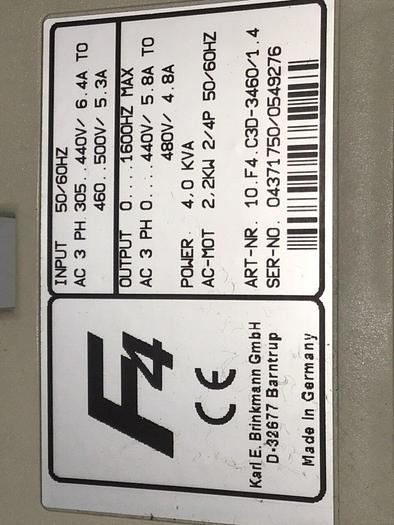 INPUT 50/60HZ
AC 3 PH 305...440V/ 6.4A TO
460..500V/ 5.3A
OUTPUT 0....1600HZ MAX
AC 3 PH 0....440V/ 5.8A TO
480V/ 4.8A
POWER 4,0 KVA
AC-MOT 2.2KW 2/4P 50/60HZ
ART-NR. 10.F4.C3D-3460/1.4
SER-NO. 04371750/0549276
F4
CE
Karl E. Brinkmann GmbH
D-32677 Barntrup
Made in Germany